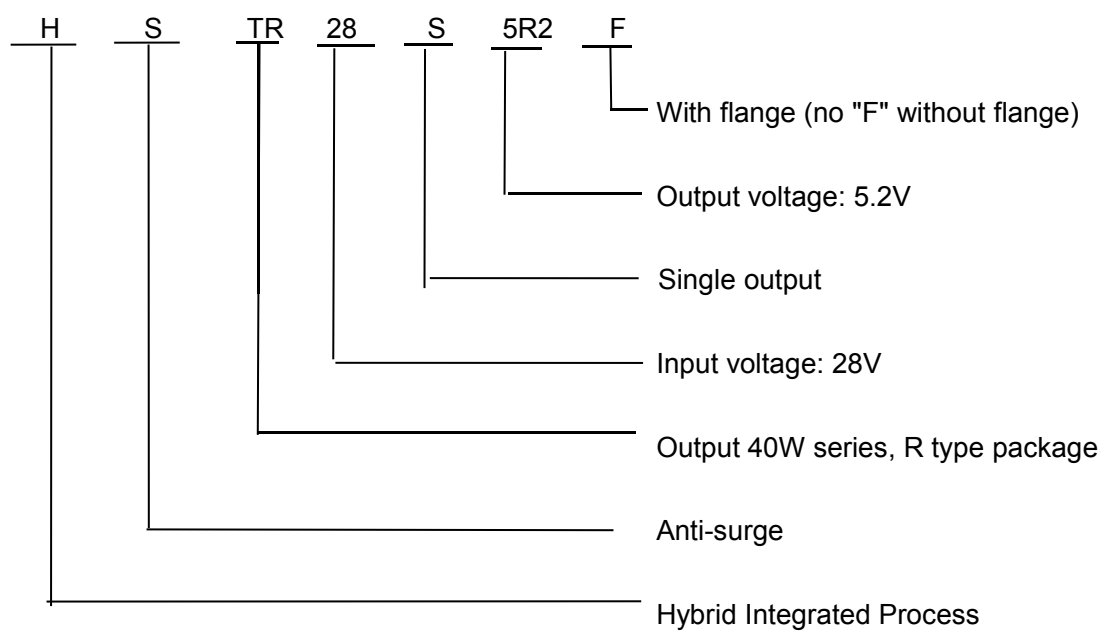 H S TR 28 S 5R2 F
With flange (no "F" without flange)
Output voltage: 5.2V
Single output
Input voltage: 28V
Output 40W series, R type package
Anti-surge
Hybrid Integrated Process